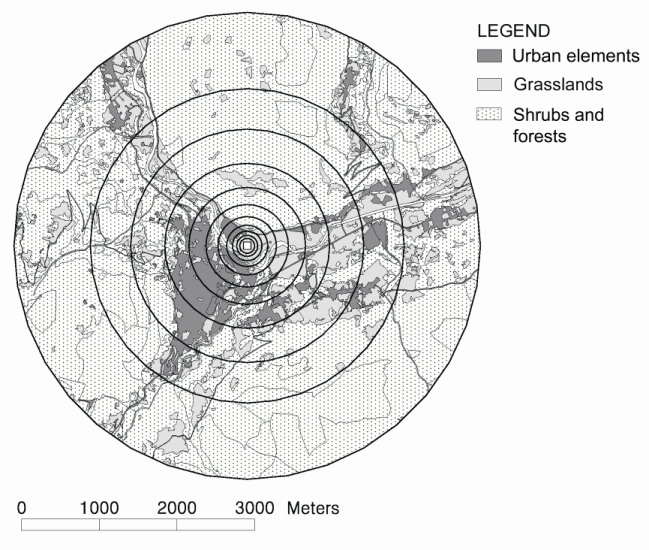 LEGEND
Urban elements
Grasslands
Shrubs and
forests
0 1000 2000 3000 Meters